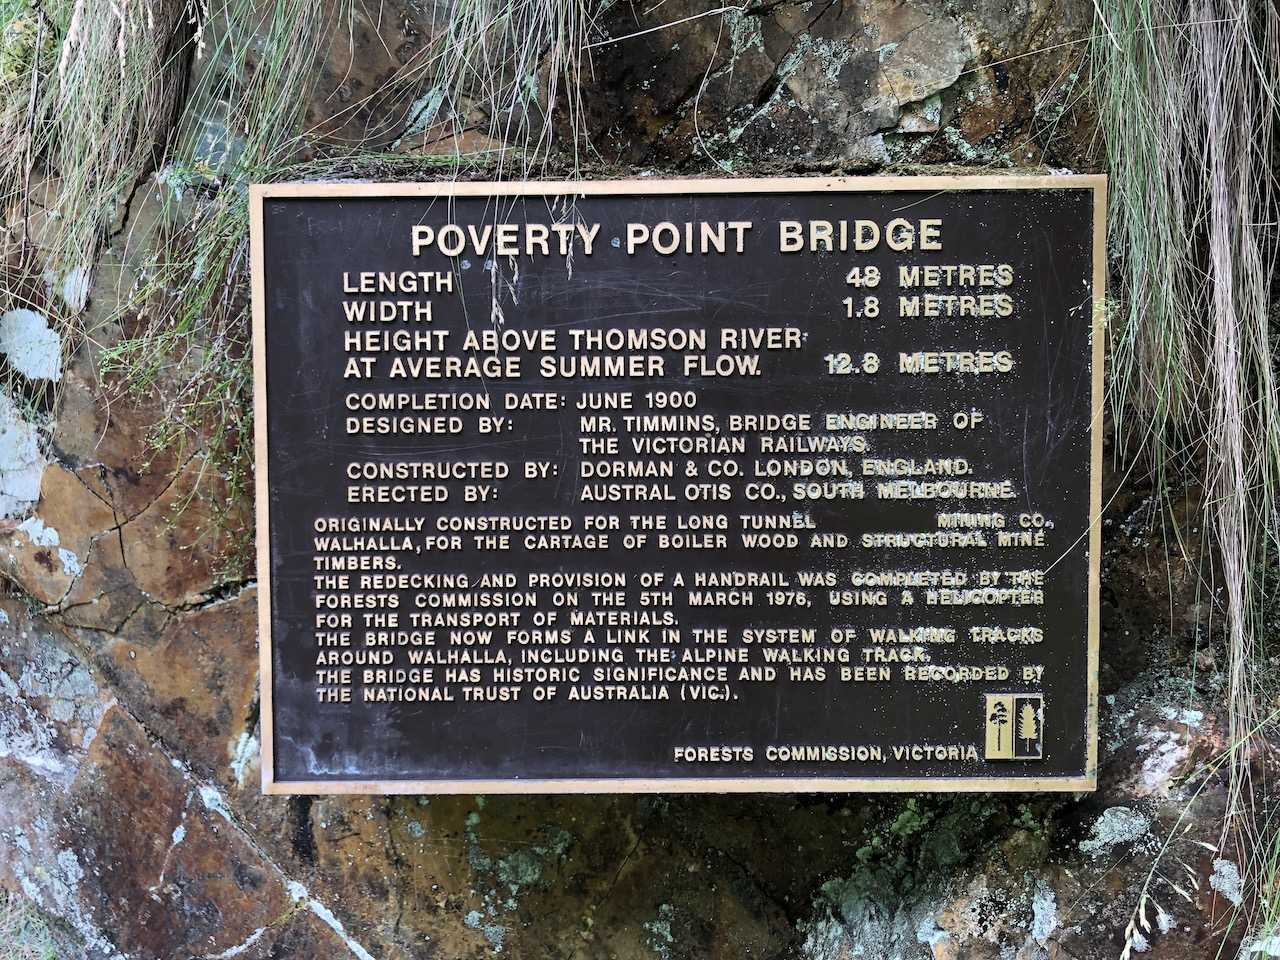 POVERTY POINT BRIDGE
LENGTH 48 METRES
WIDTH 1.8 METRES
HEIGHT ABOVE THOMSON RIVER
AT AVERAGE SUMMER FLOW. 12.8 METRES
COMPLETION DATE: JUNE 1900
DESIGNED BY: MR. TIMMINS, BRIDGE ENGINEER OF
THE VICTORIAN RAILWAYS.
CONSTRUCTED BY: DORMAN & CO. LONDON, ENGLAND.
ERECTED BY: AUSTRAL OTIS CO., SOUTH MELBOURNE.
ORIGINALLY CONSTRUCTED FOR THE LONG TUNNEL MINING CO.,
WALHALLA, FOR THE CARTAGE OF BOILER WOOD AND STRUCTURAL MINE
TIMBERS.
THE REDECKING AND PROVISION OF A HANDRAIL WAS COMPLETED BY THE
FORESTS COMMISSION ON THE 5TH MARCH 1976, USING A HELICOPTER
FOR THE TRANSPORT OF MATERIALS.
THE BRIDGE NOW FORMS A LINK IN THE SYSTEM OF WALKING TRACKS
AROUND WALHALLA, INCLUDING THE ALPINE WALKING TRACK.
THE BRIDGE HAS HISTORIC SIGNIFICANCE AND HAS BEEN RECORDED BY
THE NATIONAL TRUST OF AUSTRALIA (VIC.).
FORESTS COMMISSION, VICTORIA